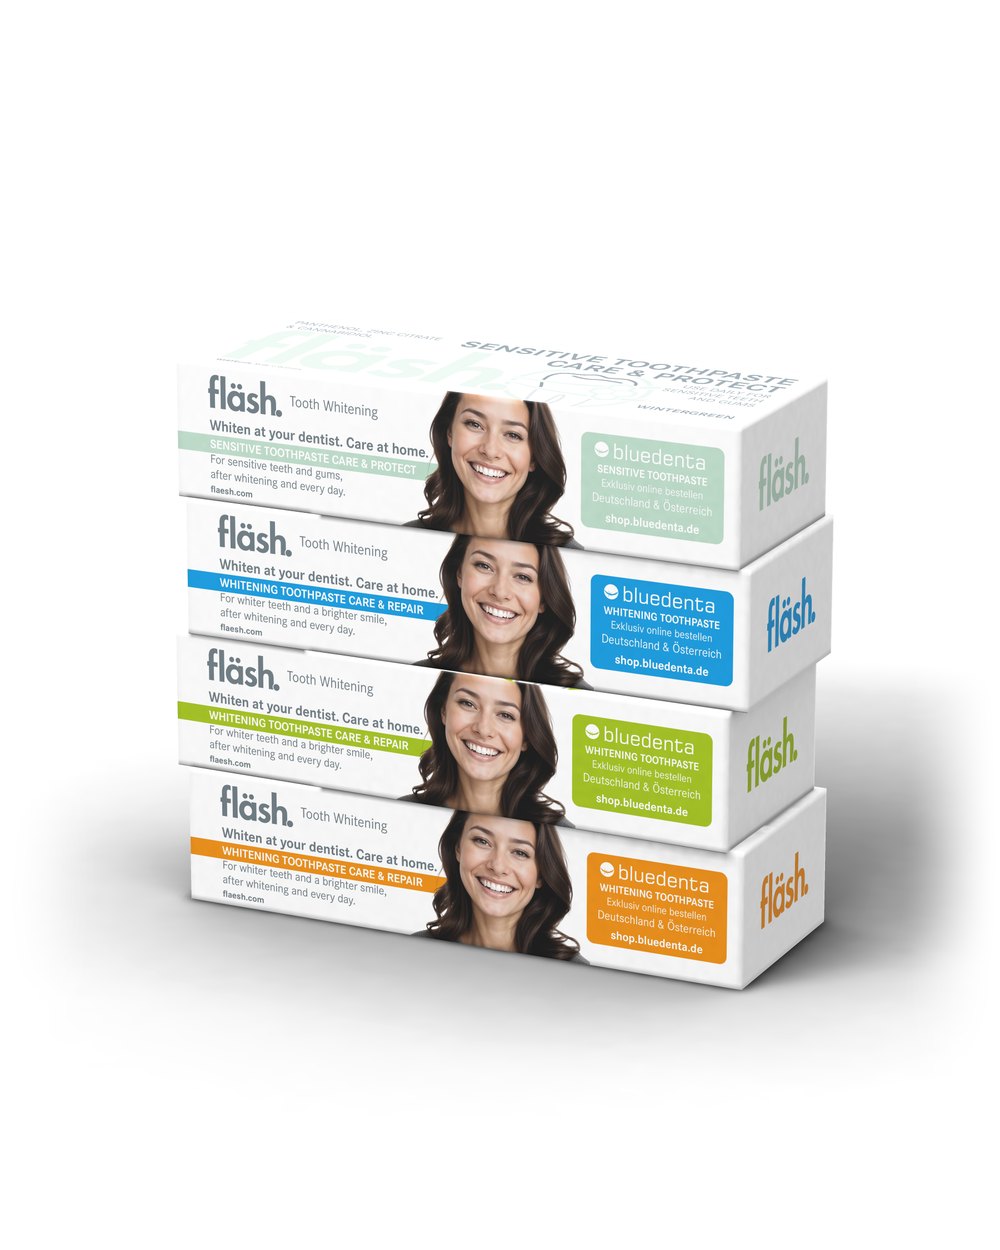 PANTHENOL, ZINC CITRATE
& CANNABIDIOL
fläsh.
SENSITIVE TOOTHPASTE
CARE & PROTECT
USE DAILY FOR
SENSITIVE TEETH
AND GUMS
WINTERGREEN
fläsh. Tooth Whitening
Whiten at your dentist. Care at home.
SENSITIVE TOOTHPASTE CARE & PROTECT
For sensitive teeth and gums,
after whitening and every day.
flaesh.com
bluedenta
SENSITIVE TOOTHPASTE
Exklusiv online bestellen
Deutschland & Österreich
shop.bluedenta.de
fläsh.
fläsh. Tooth Whitening
Whiten at your dentist. Care at home.
WHITENING TOOTHPASTE CARE & REPAIR
For whiter teeth and a brighter smile,
after whitening and every day.
flaesh.com
bluedenta
WHITENING TOOTHPASTE
Exklusiv online bestellen
Deutschland & Österreich
shop.bluedenta.de
fläsh.
fläsh. Tooth Whitening
Whiten at your dentist. Care at home.
WHITENING TOOTHPASTE CARE & REPAIR
For whiter teeth and a brighter smile,
after whitening and every day.
flaesh.com
bluedenta
WHITENING TOOTHPASTE
Exklusiv online bestellen
Deutschland & Österreich
shop.bluedenta.de
fläsh.
fläsh. Tooth Whitening
Whiten at your dentist. Care at home.
WHITENING TOOTHPASTE CARE & REPAIR
For whiter teeth and a brighter smile,
after whitening and every day.
flaesh.com
bluedenta
WHITENING TOOTHPASTE
Exklusiv online bestellen
Deutschland & Österreich
shop.bluedenta.de
fläsh.